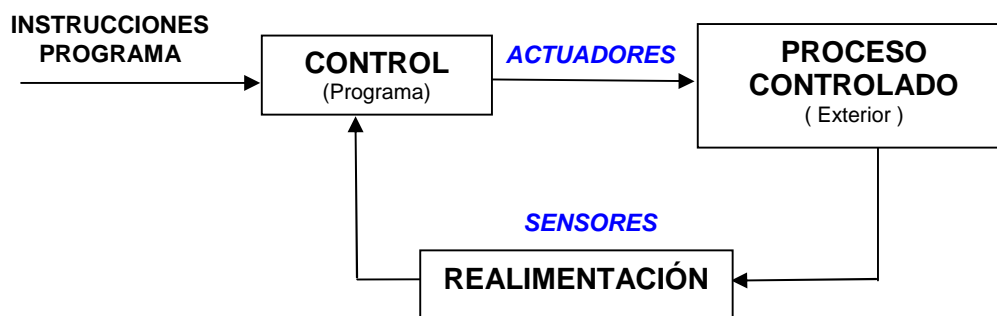 INSTRUCCIONES
PROGRAMA
CONTROL
(Programa)
ACTUADORES
PROCESO
CONTROLADO
( Exterior )
SENSORES
REALIMENTACIÓN